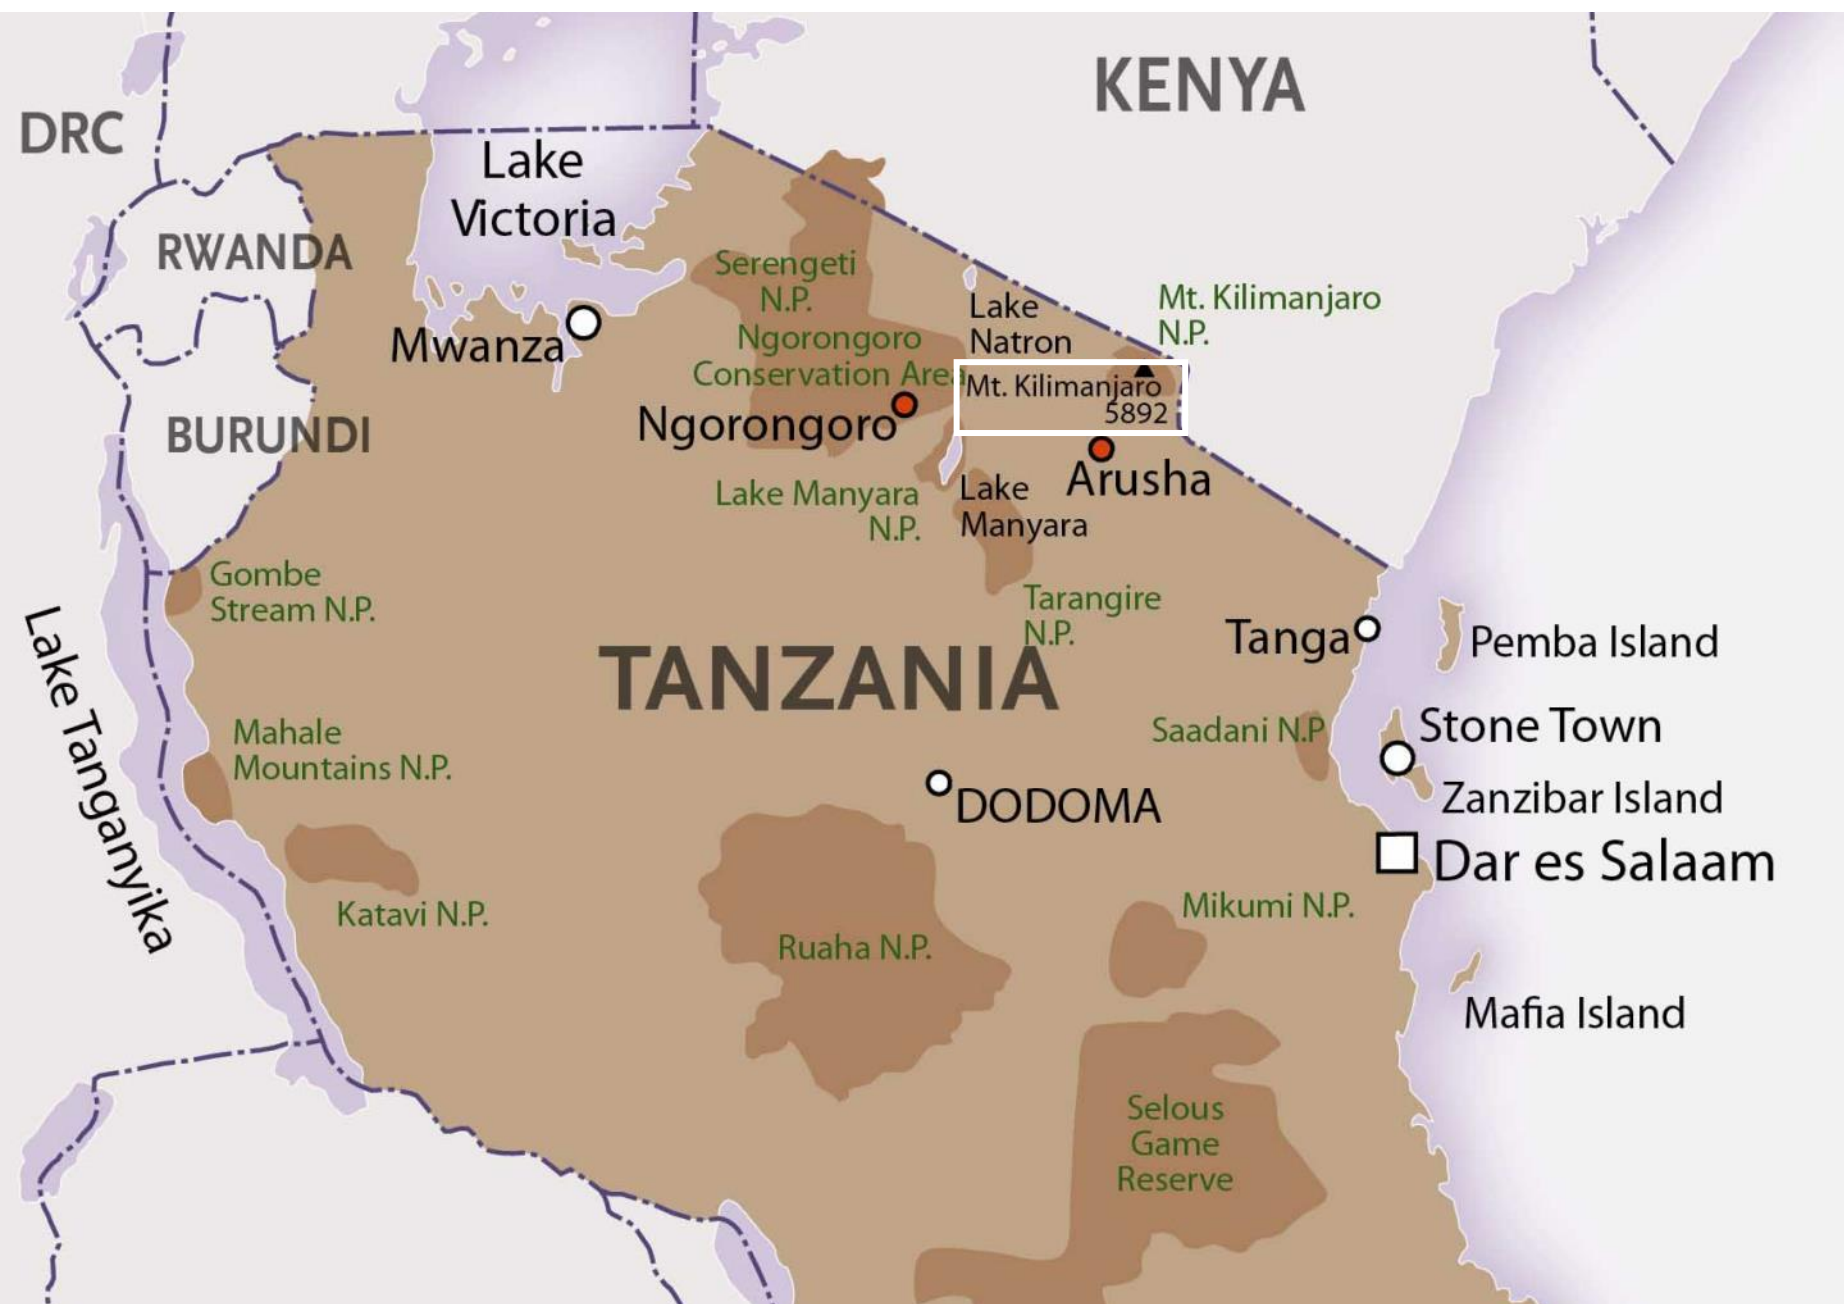 KENYA
DRC
Lake
Victoria
RWANDA
Serengeti
N.P.
Ngorongoro
Conservation Area
Lake
Natron
Mt. Kilimanjaro
N.P.
Mwanza
Mt. Kilimanjaro
5892
Ngorongoro
BURUNDI
Arusha
Lake Manyara
N.P.
Lake
Manyara
Gombe
Stream N.P.
Tarangire
N.P.
Tanga
Pemba Island
Lake Tanganyika
TANZANIA
Mahale
Mountains N.P.
Saadani N.P
Stone Town
Zanzibar Island
DODOMA
Dar es Salaam
Katavi N.P.
Ruaha N.P.
Mikumi N.P.
Mafia Island
Selous
Game
Reserve